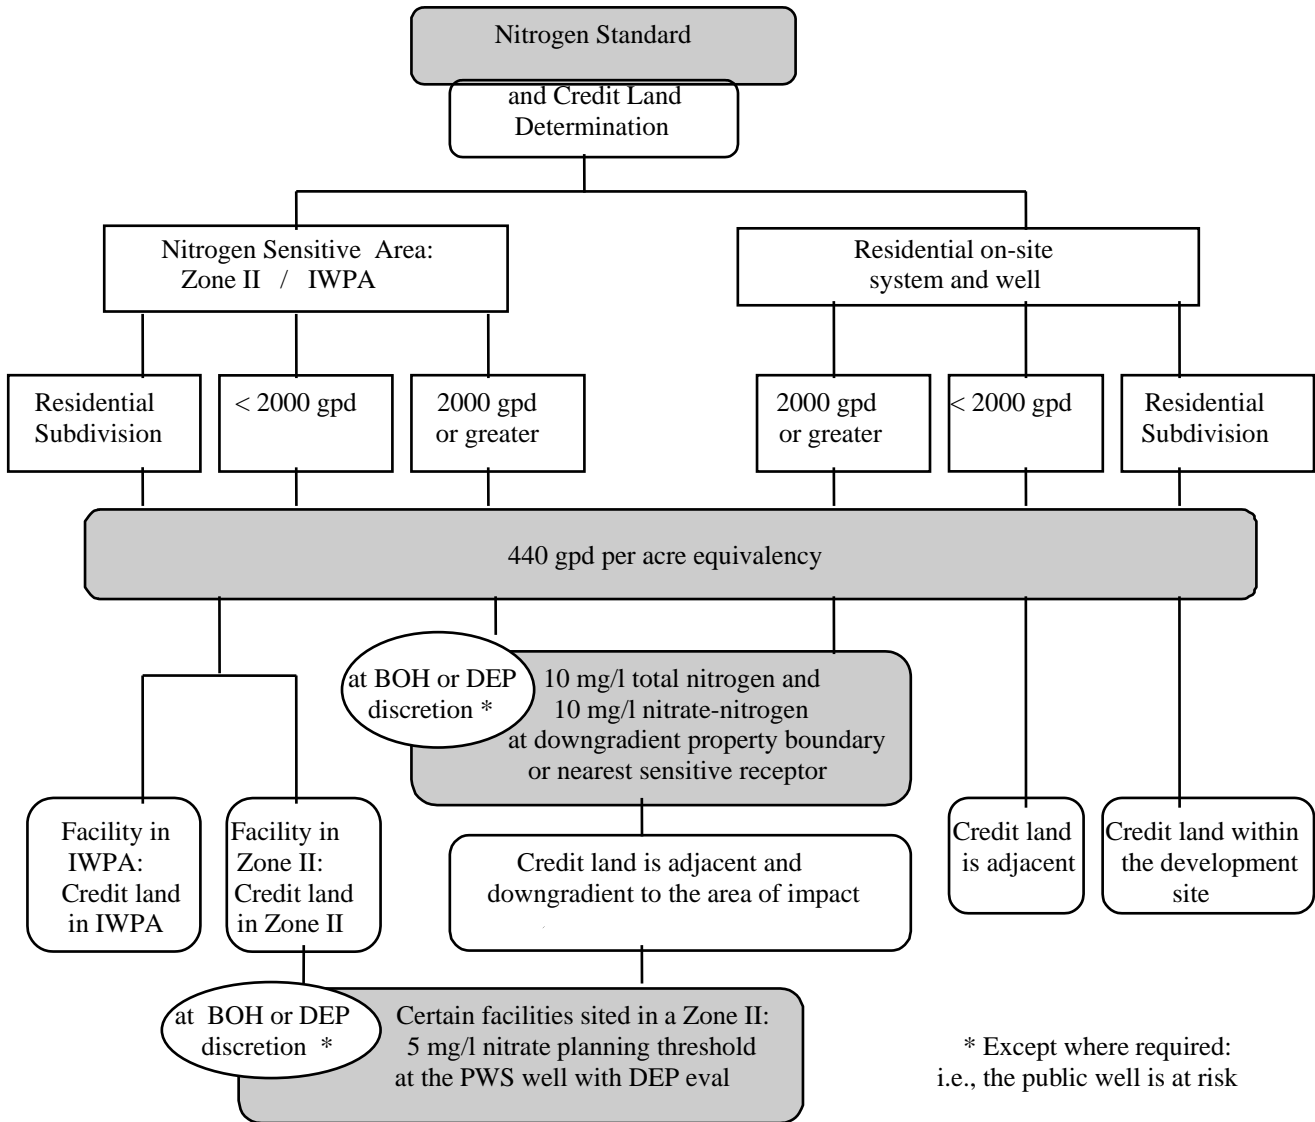 Nitrogen Standard
and Credit Land
Determination
Nitrogen Sensitive Area:
Zone II / IWPA
Residential on-site
system and well
Residential
Subdivision
< 2000 gpd
2000 gpd
or greater
2000 gpd
or greater
< 2000 gpd
Residential
Subdivision
440 gpd per acre equivalency
at BOH or DEP
discretion *
10 mg/l total nitrogen and
10 mg/l nitrate-nitrogen
at downgradient property boundary
or nearest sensitive receptor
Facility in
IWPA:
Credit land
in IWPA
Facility in
Zone II:
Credit land
in Zone II
Credit land is adjacent and
downgradient to the area of impact
Credit land
is adjacent
Credit land within
the development
site
at BOH or DEP
discretion *
Certain facilities sited in a Zone II:
5 mg/l nitrate planning threshold
at the PWS well with DEP eval
* Except where required:
i.e., the public well is at risk